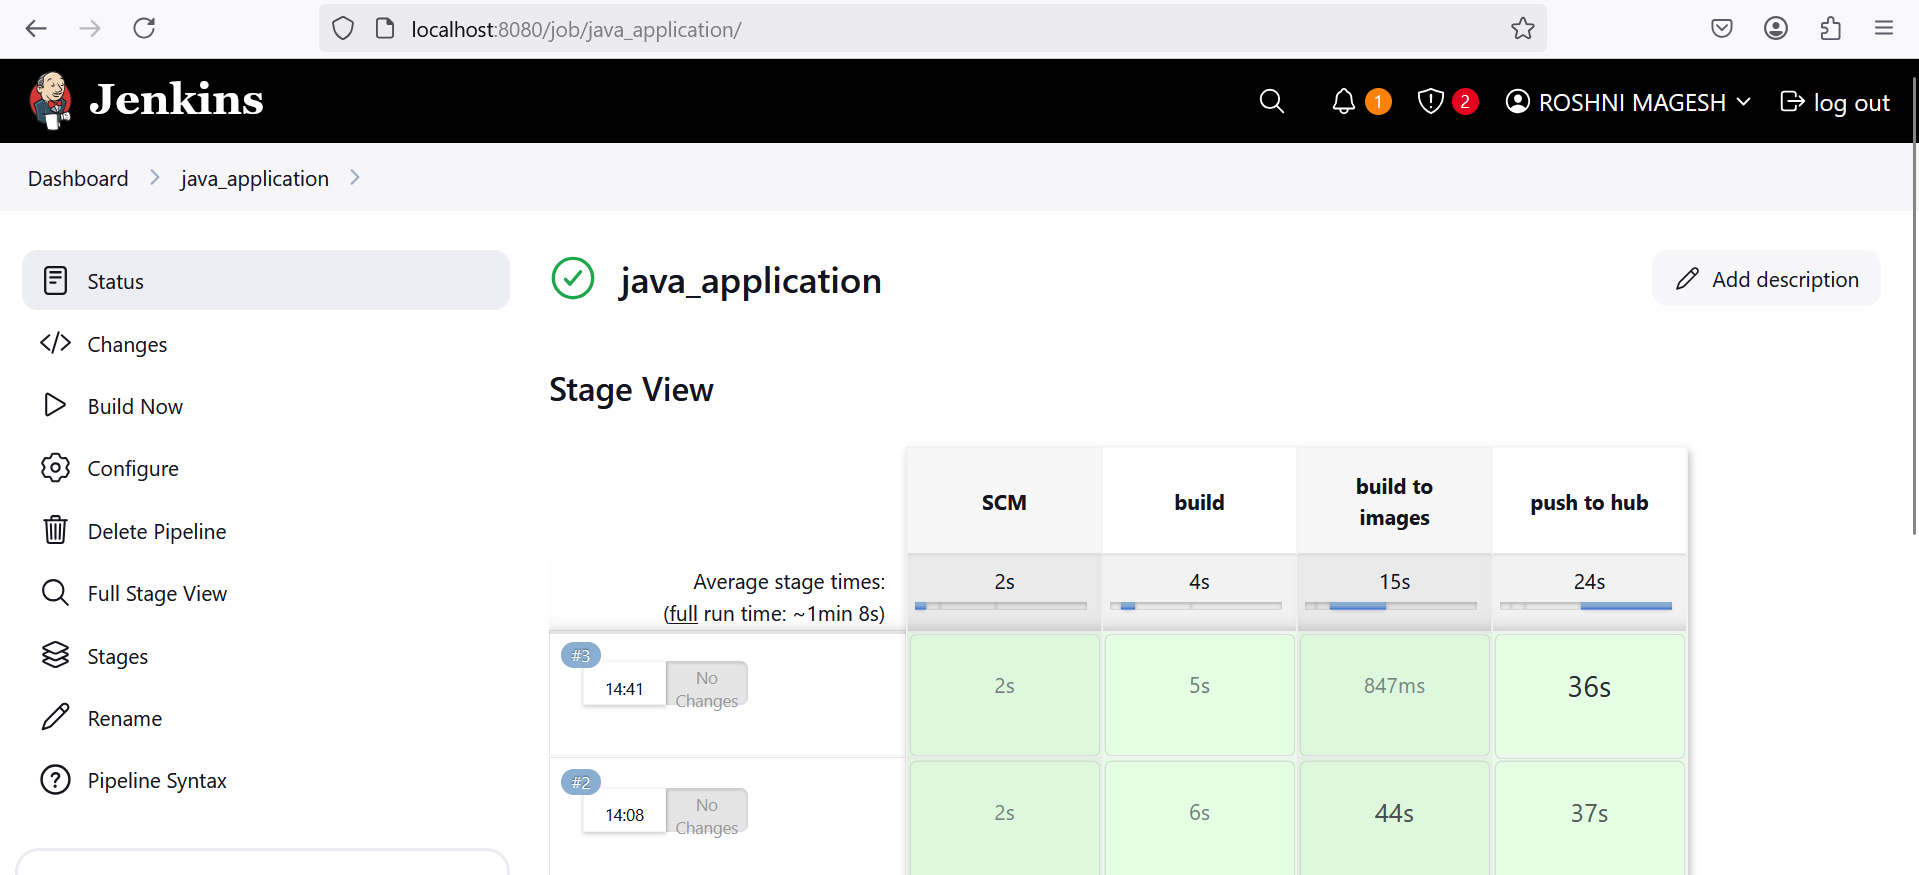 localhost:8080/job/java_application/
Jenkins
1
2
ROSHNI MAGESH
log out
Dashboard
java_application
Status
Changes
Build Now
Configure
Delete Pipeline
Full Stage View
Stages
Rename
Pipeline Syntax
java_application
Add description
Stage View
SCM
build
build to
images
push to hub
Average stage times:
(full run time: ~1min 8s)
2s
4s
15s
24s
#3
14:41
No
Changes
2s
5s
847ms
36s
#2
14:08
No
Changes
2s
6s
44s
37s